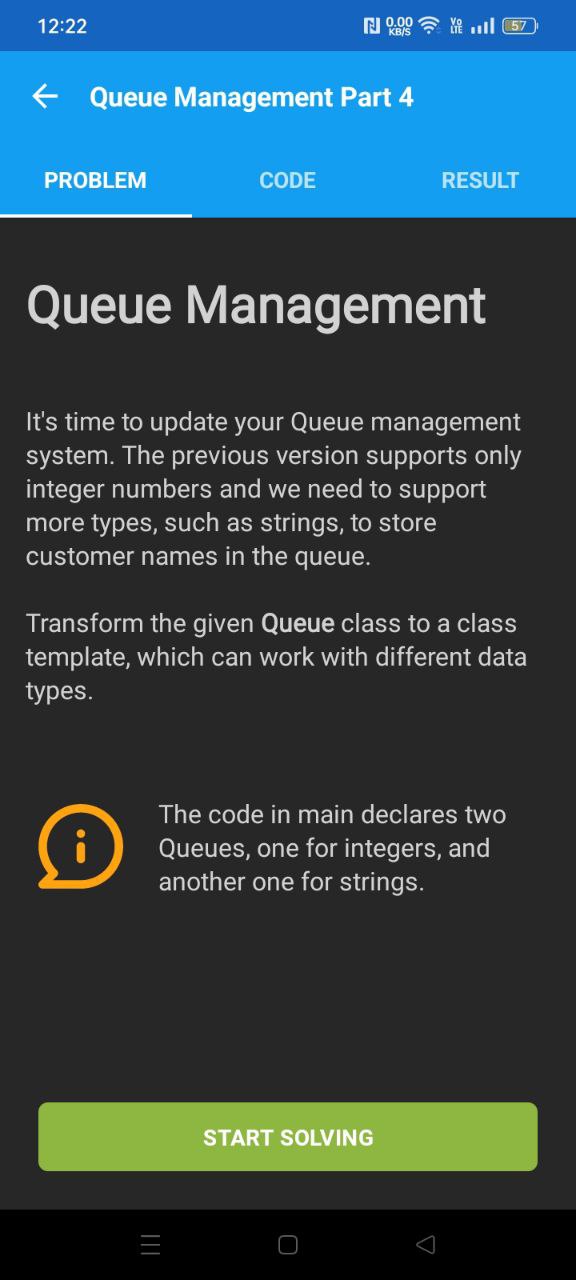 12:22
0.00
KB/S
Vo
LTE
57
Queue Management Part 4
PROBLEM
CODE
RESULT
Queue Management
It's time to update your Queue management
system. The previous version supports only
integer numbers and we need to support
more types, such as strings, to store
customer names in the queue.
Transform the given Queue class to a class
template, which can work with different data
types.
The code in main declares two
Queues, one for integers, and
another one for strings.
START SOLVING